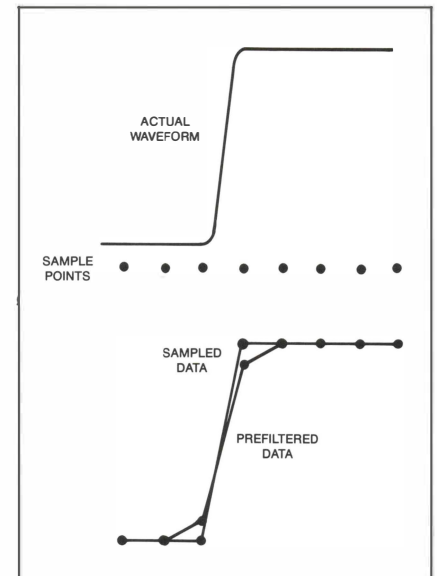 ACTUAL
WAVEFORM
SAMPLE
POINTS
SAMPLED
DATA
PREFILTERED
DATA